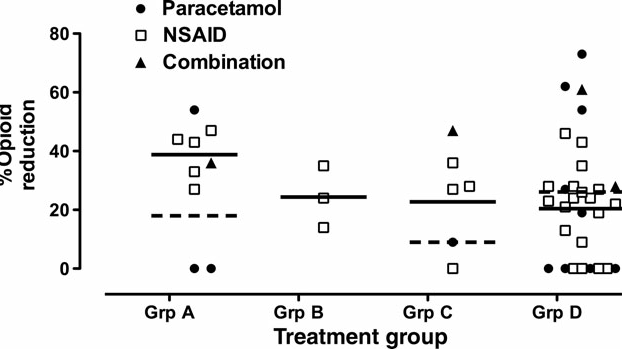 Paracetamol
NSAID
Combination
80
60
40
20
0
%Opioid
reduction
Grp A Grp B Grp C Grp D
Treatment group